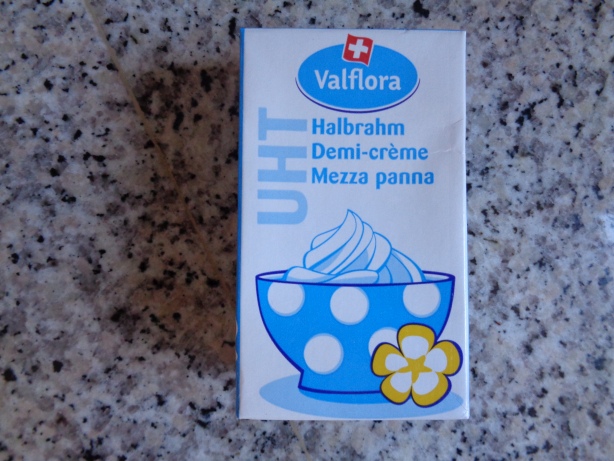 Valflora
UHT
Halbrahm
Demi-crème
Mezza panna